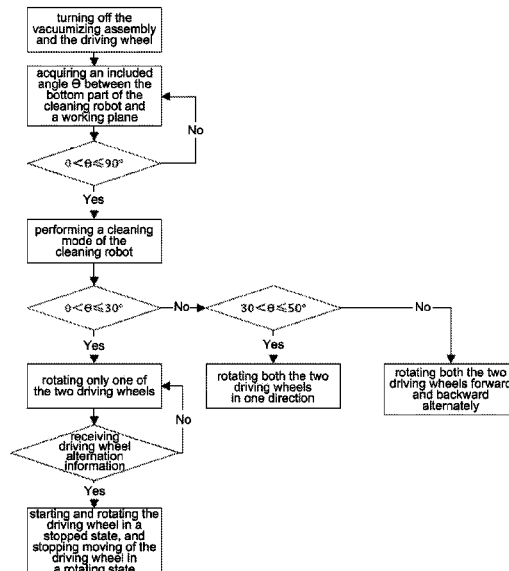 turning off the
vacuumizing assembly
and the driving wheel
acquiring an included
angle Θ between the
bottom part of the
cleaning robot and
a working plane
No
0<Θ≤90°
Yes
performing a cleaning
mode of the
cleaning robot
0<Θ≤30°
No
30<Θ≤50°
No
Yes
Yes
rotating only one of
the two driving wheels
rotating both the two
driving wheels
in one direction
rotating both the two
driving wheels forward
and backward
alternately
No
receiving
driving wheel
alternation
information
Yes
starting and rotating the
driving wheel in a
stopped state, and
stopping moving of the
driving wheel in
a rotating state